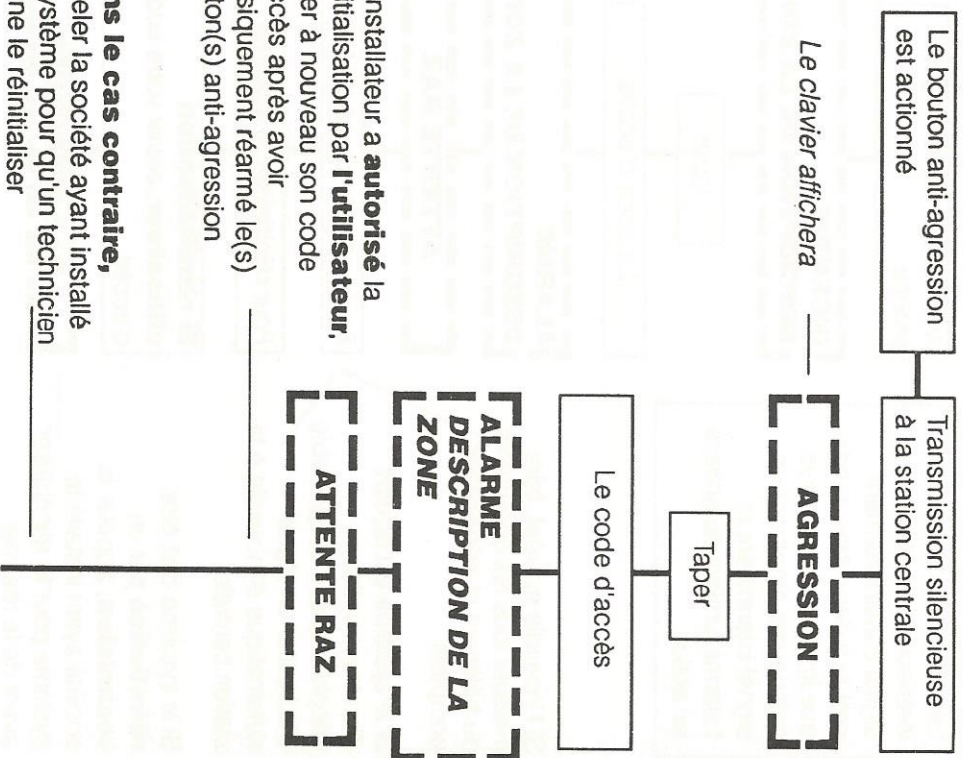 Le bouton anti-agression
est actionné
Transmission silencieuse
à la station centrale
Le clavier affichera
AGRESSION
Taper
Le code d'accès
ALARME
DESCRIPTION DE LA
ZONE
ATTENTE RAZ
installateur a autorisé la
itialisation par l'utilisateur,
er à nouveau son code
ccès après avoir
siquement réarmé le(s)
ton(s) anti-agression
ns le cas contraire,
eler la société ayant installé
ystème pour qu'un technicien
ne le réinitialiser